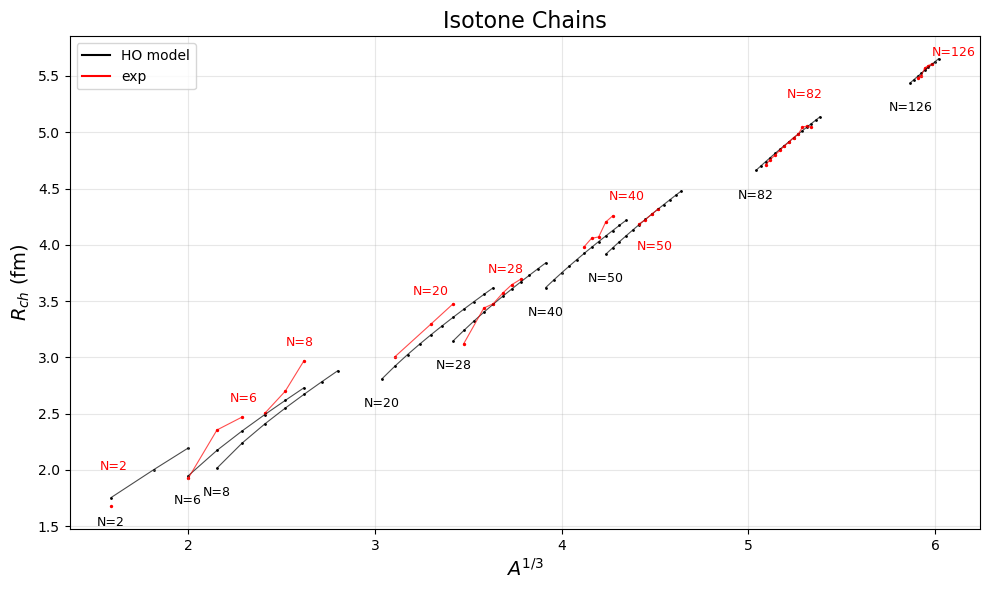 Isotone Chains
HO model
exp
N=126
N=126
N=82
N=82
N=40
N=50
N=50
N=28
N=40
N=20
N=28
N=8
N=20
N=6
N=2
N=6
N=8
N=2
5.5
5.0
4.5
4.0
3.5
3.0
2.5
2.0
1.5
2
3
4
5
6
R_{ch} (fm)
A^{1/3}